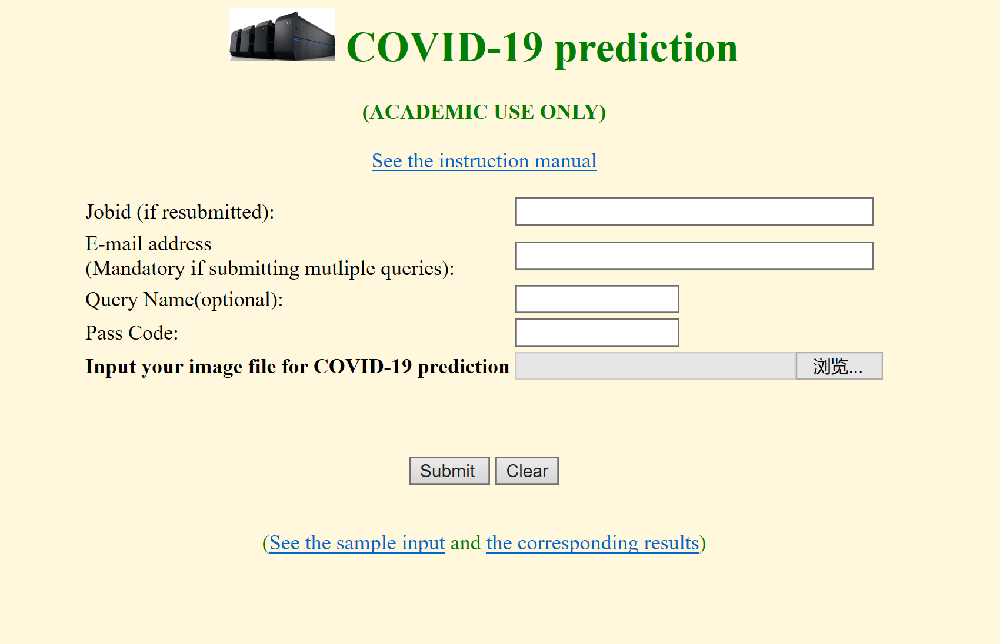 COVID-19 prediction
(ACADEMIC USE ONLY)
See the instruction manual
Jobid (if resubmitted):
E-mail address
(Mandatory if submitting mutliple queries):
Query Name(optional):
Pass Code:
Input your image file for COVID-19 prediction 浏览...
Submit Clear
(See the sample input and the corresponding results)